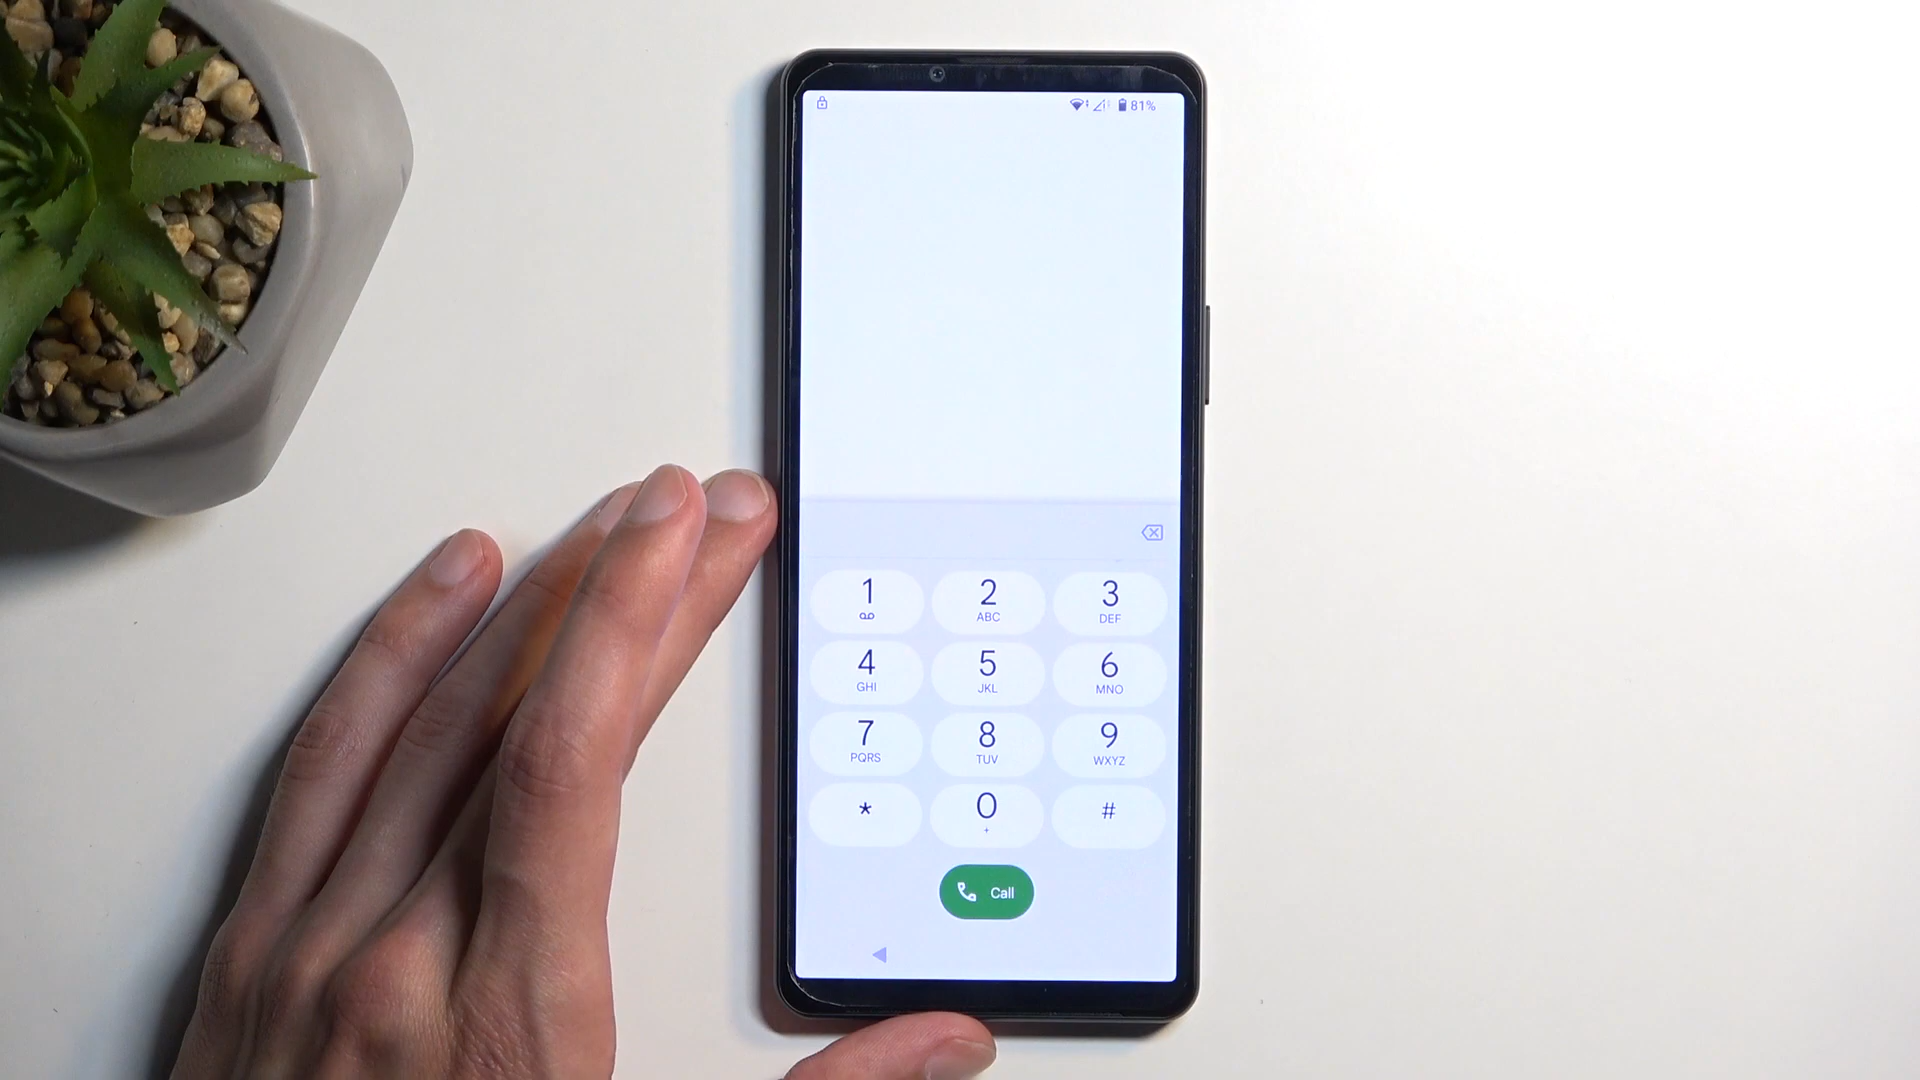 81%
1 2 3
ABC DEF
4 5 6
GHI JKL MNO
7 8 9
PQRS TUV WXYZ
* 0 #
+
Call